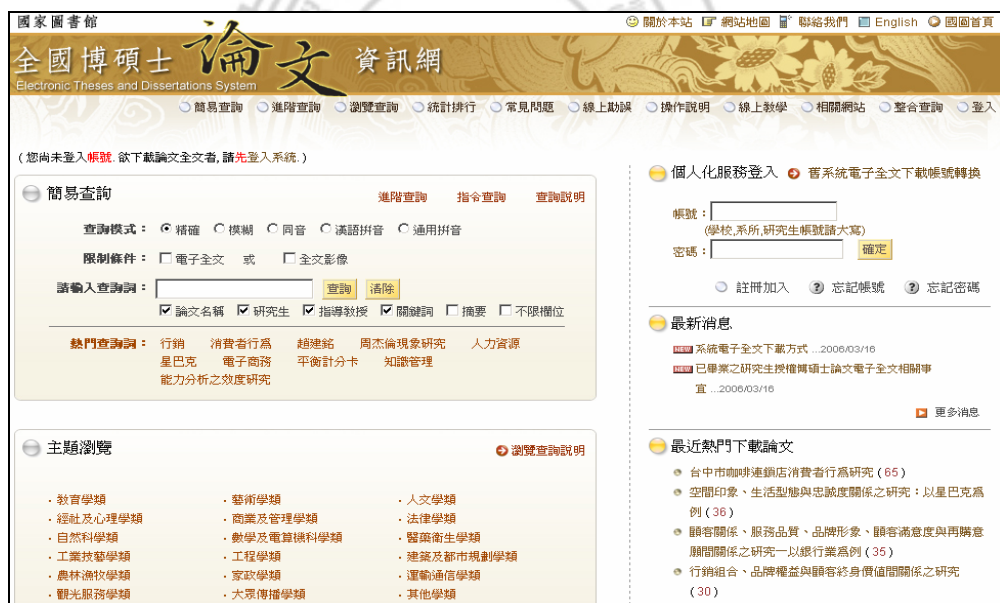 國家圖書館
關於本站 網站地圖 聯絡我們 English 國圖首頁
全國博碩士論文資訊網
Electronic Theses and Dissertations System
簡易查詢 進階查詢 瀏覽查詢 統計排行 常見問題 線上勘誤 操作說明 線上教學 相關網站 整合查詢 登入
(您尚未登入帳號. 欲下載論文全文者, 請先登入系統.)
簡易查詢 進階查詢 指令查詢 查詢說明
查詢模式: 精確 模糊 同音 漢語拼音 通用拼音
限制條件: 電子全文 或 全文影像
請輸入查詢詞: 查詢 清除
論文名稱 研究生 指導教授 關鍵詞 摘要 不限欄位
熱門查詢詞: 行銷 消費者行為 趙建銘 周杰倫現象研究 人力資源
星巴克 電子商務 平衡計分卡 知識管理
能力分析之效度研究
主題瀏覽 瀏覽查詢說明
· 教育學類 · 藝術學類 · 人文學類
· 經社及心理學類 · 商業及管理學類 · 法律學類
· 自然科學類 · 數學及電算機科學類 · 醫藥衛生學類
· 工業技藝學類 · 工程學類 · 建築及都市規劃學類
· 農林漁牧學類 · 家政學類 · 運輸通信學類
· 觀光服務學類 · 大眾傳播學類 · 其他學類
個人化服務登入 舊系統電子全文下載帳號轉換
帳號:
(學校,系所,研究生帳號請大寫)
密碼: 確定
註冊加入 忘記帳號 忘記密碼
最新消息
NEW 系統電子全文下載方式 ...2006/03/16
NEW 已畢業之研究生授權博碩士論文電子全文相關事
宜 ...2006/03/16
更多消息
最近熱門下載論文
台中市咖啡連鎖店消費者行為研究 (65)
空間印象、生活型態與忠誠度關係之研究:以星巴克為
例 (36)
顧客關係、服務品質、品牌形象、顧客滿意度與再購意
願間關係之研究─以銀行業為例 (35)
行銷組合、品牌權益與顧客終身價值間關係之研究
(30)